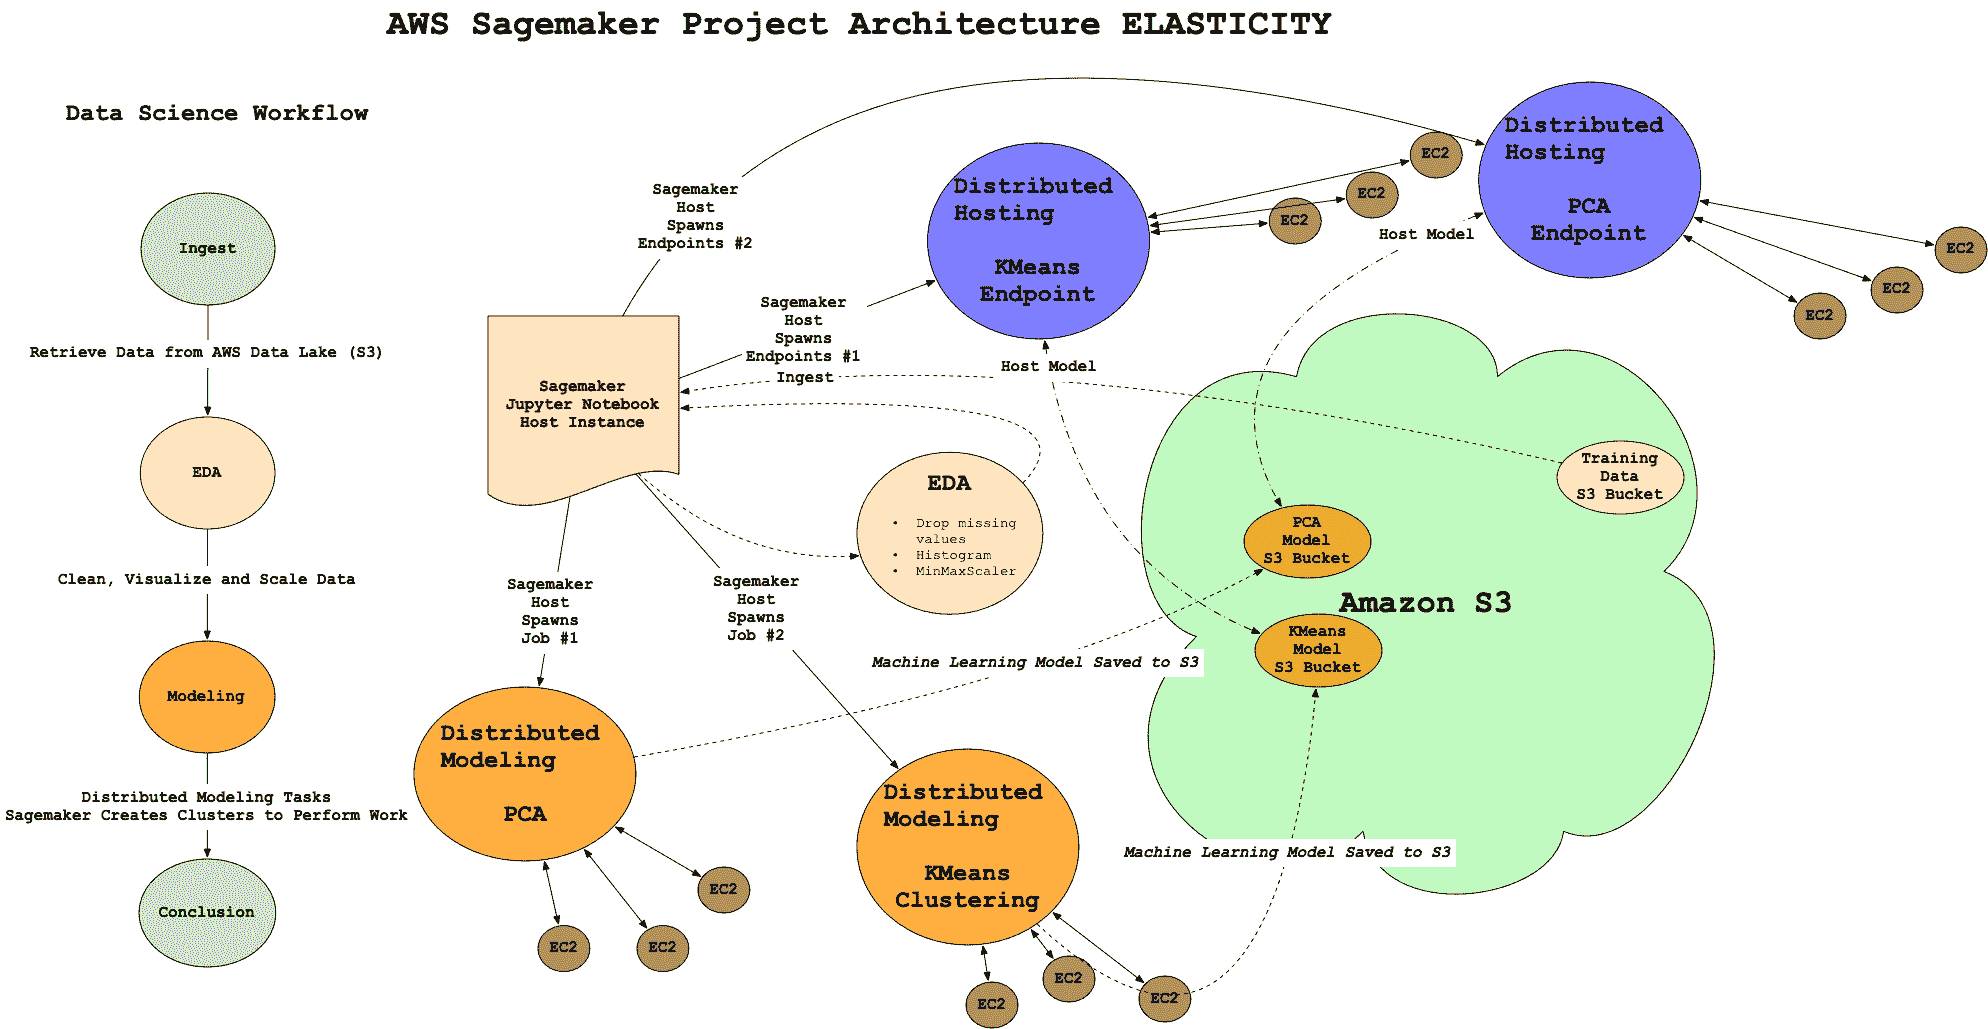 AWS Sagemaker Project Architecture ELASTICITY
Data Science Workflow
Ingest
Retrieve Data from AWS Data Lake (S3)
EDA
Clean, Visualize and Scale Data
Modeling
Distributed Modeling Tasks
Sagemaker Creates Clusters to Perform Work
Conclusion
Sagemaker
Host
Spawns
Endpoints #2
Sagemaker
Host
Spawns
Endpoints #1
Ingest
Sagemaker
Jupyter Notebook
Host Instance
Distributed
Hosting
KMeans
Endpoint
EC2
EC2
EC2
Distributed
Hosting
PCA
Endpoint
EC2
EC2
EC2
Host Model
Host Model
EDA
• Drop missing
values
• Histogram
• MinMaxScaler
Training
Data
S3 Bucket
PCA
Model
S3 Bucket
Amazon S3
KMeans
Model
S3 Bucket
Sagemaker
Host
Spawns
Job #1
Sagemaker
Host
Spawns
Job #2
Machine Learning Model Saved to S3
Distributed
Modeling
PCA
EC2
EC2
EC2
Distributed
Modeling
KMeans
Clustering
Machine Learning Model Saved to S3
EC2
EC2
EC2